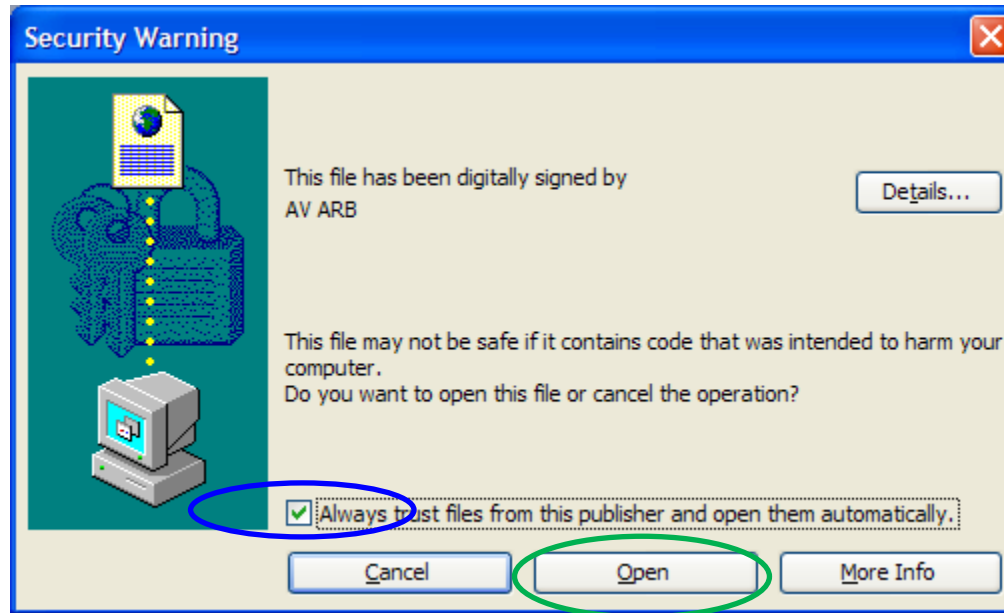 Security Warning
This file has been digitally signed by
Details...
AV ARB
This file may not be safe if it contains code that was intended to harm your
computer.
Do you want to open this file or cancel the operation?
Always trust files from this publisher and open them automatically.
Cancel
Open
More Info